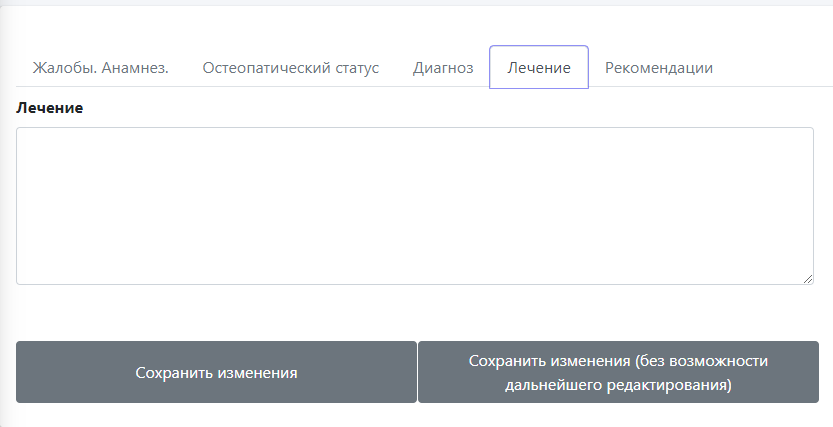 Жалобы. Анамнез. Остеопатический статус Диагноз Лечение Рекомендации
Лечение
Сохранить изменения
Сохранить изменения (без возможности
дальнейшего редактирования)